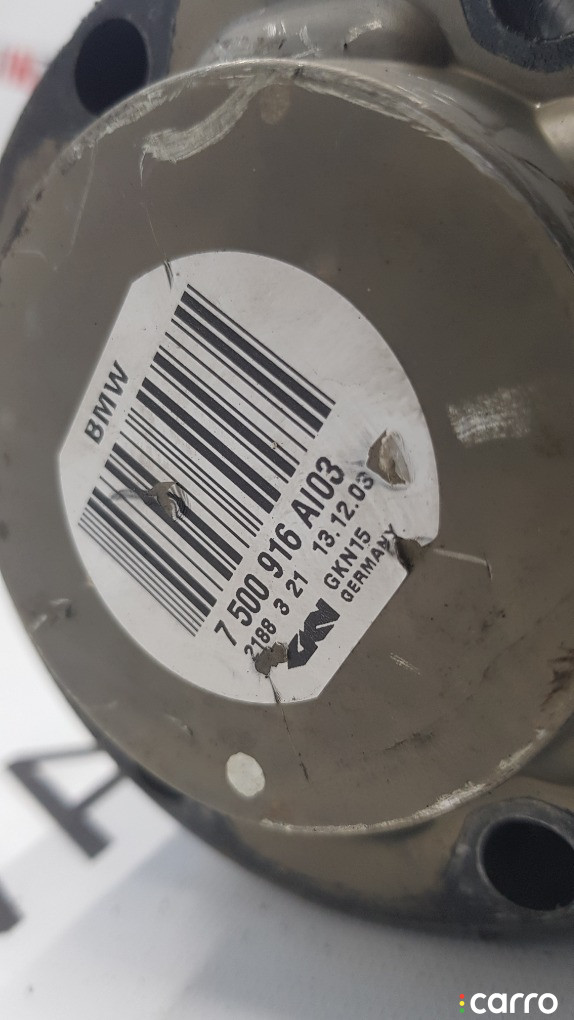 BMW
7 500 916 AI03
2188 3 21 13.12.03
GKN GKN15
GERMANY
carro